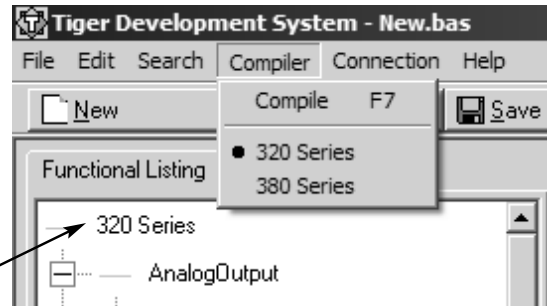 Tiger Development System - New.bas
File Edit Search Compiler Connection Help
New Save
Compile F7
320 Series
380 Series
Functional Listing
320 Series
AnalogOutput